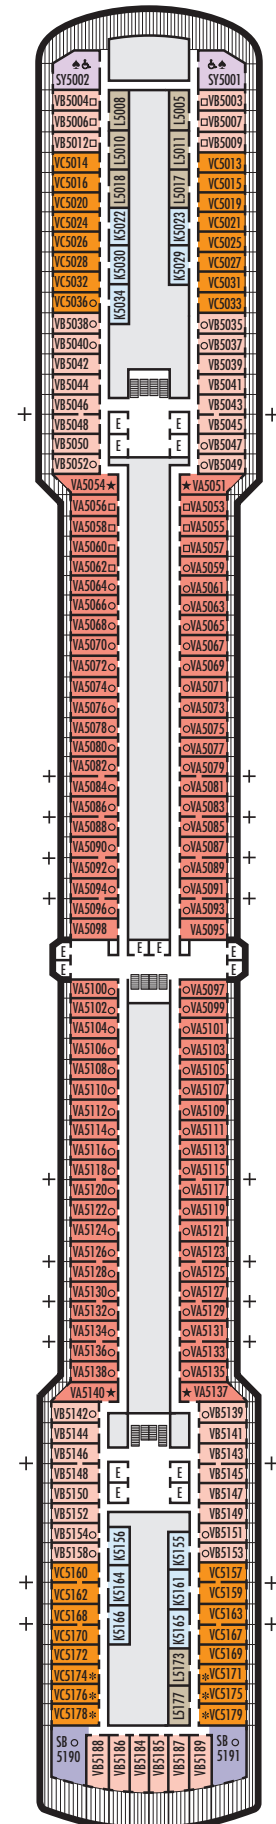 ♠♿ ♿♠
SY5002 SY5001
VB5004□ L5008 L5005 □VB5003
VB5006□ □VB5007
VB5012□ L5010 L5011 □VB5009
VC5014 VC5013
VC5016 L5018 L5017 VC5015
VC5020 VC5019
VC5024 K5022 K5023 VC5021
VC5026 VC5025
VC5028 K5030 K5029 VC5027
VC5032 VC5031
VC5036○ K5034 VC5033
VB5038○ ○VB5035
VB5040○ ○VB5037
VB5042 VB5039
VB5044 VB5041
VB5046 VB5043
VB5048 E E VB5045
VB5050 E E ○VB5047
VB5052○ ○VB5049
VA5054★ ★VA5051
VA5056□ □VA5053
VA5058□ □VA5055
VA5060□ □VA5057
VA5062□ ○VA5059
VA5064○ ○VA5061
VA5066○ ○VA5063
VA5068○ ○VA5065
VA5070○ ○VA5067
VA5072○ ○VA5069
VA5074○ ○VA5071
VA5076○ ○VA5073
VA5078○ ○VA5075
VA5080○ ○VA5077
VA5082○ ○VA5079
VA5084○ ○VA5081
VA5086○ ○VA5083
VA5088○ ○VA5085
VA5090○ ○VA5087
VA5092○ ○VA5089
VA5094○ ○VA5091
VA5096○ ○VA5093
VA5098 VA5095
E E E E
E E
VA5100○ ○VA5097
VA5102○ ○VA5099
VA5104○ ○VA5101
VA5106○ ○VA5103
VA5108○ ○VA5105
VA5110○ ○VA5107
VA5112○ ○VA5109
VA5114○ ○VA5111
VA5116○ ○VA5113
VA5118○ ○VA5115
VA5120○ ○VA5117
VA5122○ ○VA5119
VA5124○ ○VA5121
VA5126○ ○VA5123
VA5128○ ○VA5125
VA5130○ ○VA5127
VA5132○ ○VA5129
VA5134○ ○VA5131
VA5136○ ○VA5133
VA5138○ ○VA5135
VA5140★ ★VA5137
VB5142○ ○VB5139
VB5144 VB5141
VB5146 VB5143
VB5148 E E VB5145
VB5150 E E VB5147
VB5152 VB5149
VB5154○ K5156 K5155 ○VB5151
VB5158○ ○VB5153
VC5160 K5164 K5161 VC5157
VC5162 VC5159
VC5168 K5166 K5165 VC5163
VC5170 VC5167
VC5172 L5173 VC5169
VC5174✻ ✻VC5171
VC5176✻ L5177 ✻VC5175
VC5178✻ ✻VC5179
SB ○ SB ○
5190 VB5188 VB5186 VB5184 VB5185 VB5187 VB5189 5191